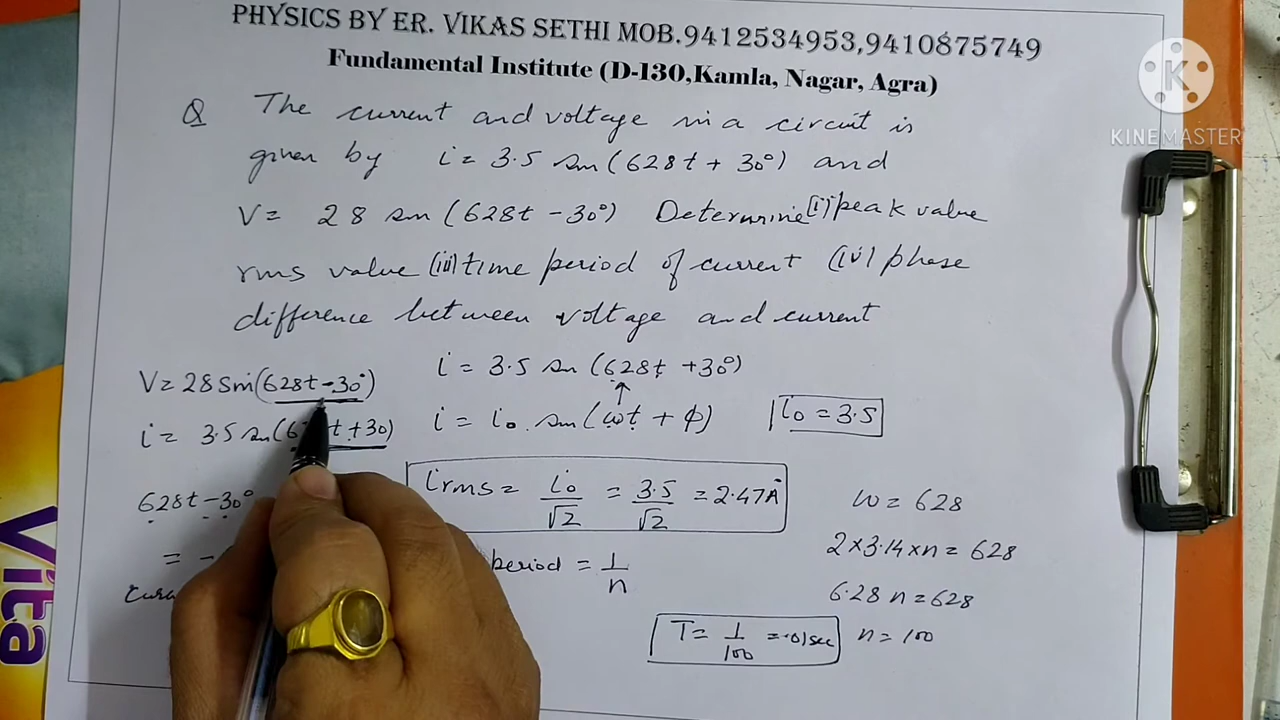 PHYSICS BY ER. VIKAS SETHI MOB.9412534953,9410875749
Fundamental Institute (D-130,Kamla, Nagar, Agra)
KINEMASTER
Q The current and voltage in a circuit is
given by i = 3.5 sin (628t + 30°) and
V = 28 sin (628t - 30°) Determine (i) peak value
rms value (iii) time period of current (iv) phase
difference between voltage and current
i = 3.5 sin (628t + 30°)
i = i₀ sin (ωt + φ)
i₀ = 3.5
V = 28 sin (628t - 30°)
i = 3.5 sin (6 t + 30)
628t - 30°
= -
irms = i₀/√2 = 3.5/√2 = 2.47A
period = 1/n
ω = 628
2×3.14×n = 628
6.28 n = 628
n = 100
T = 1/100 = .01sec
Vita